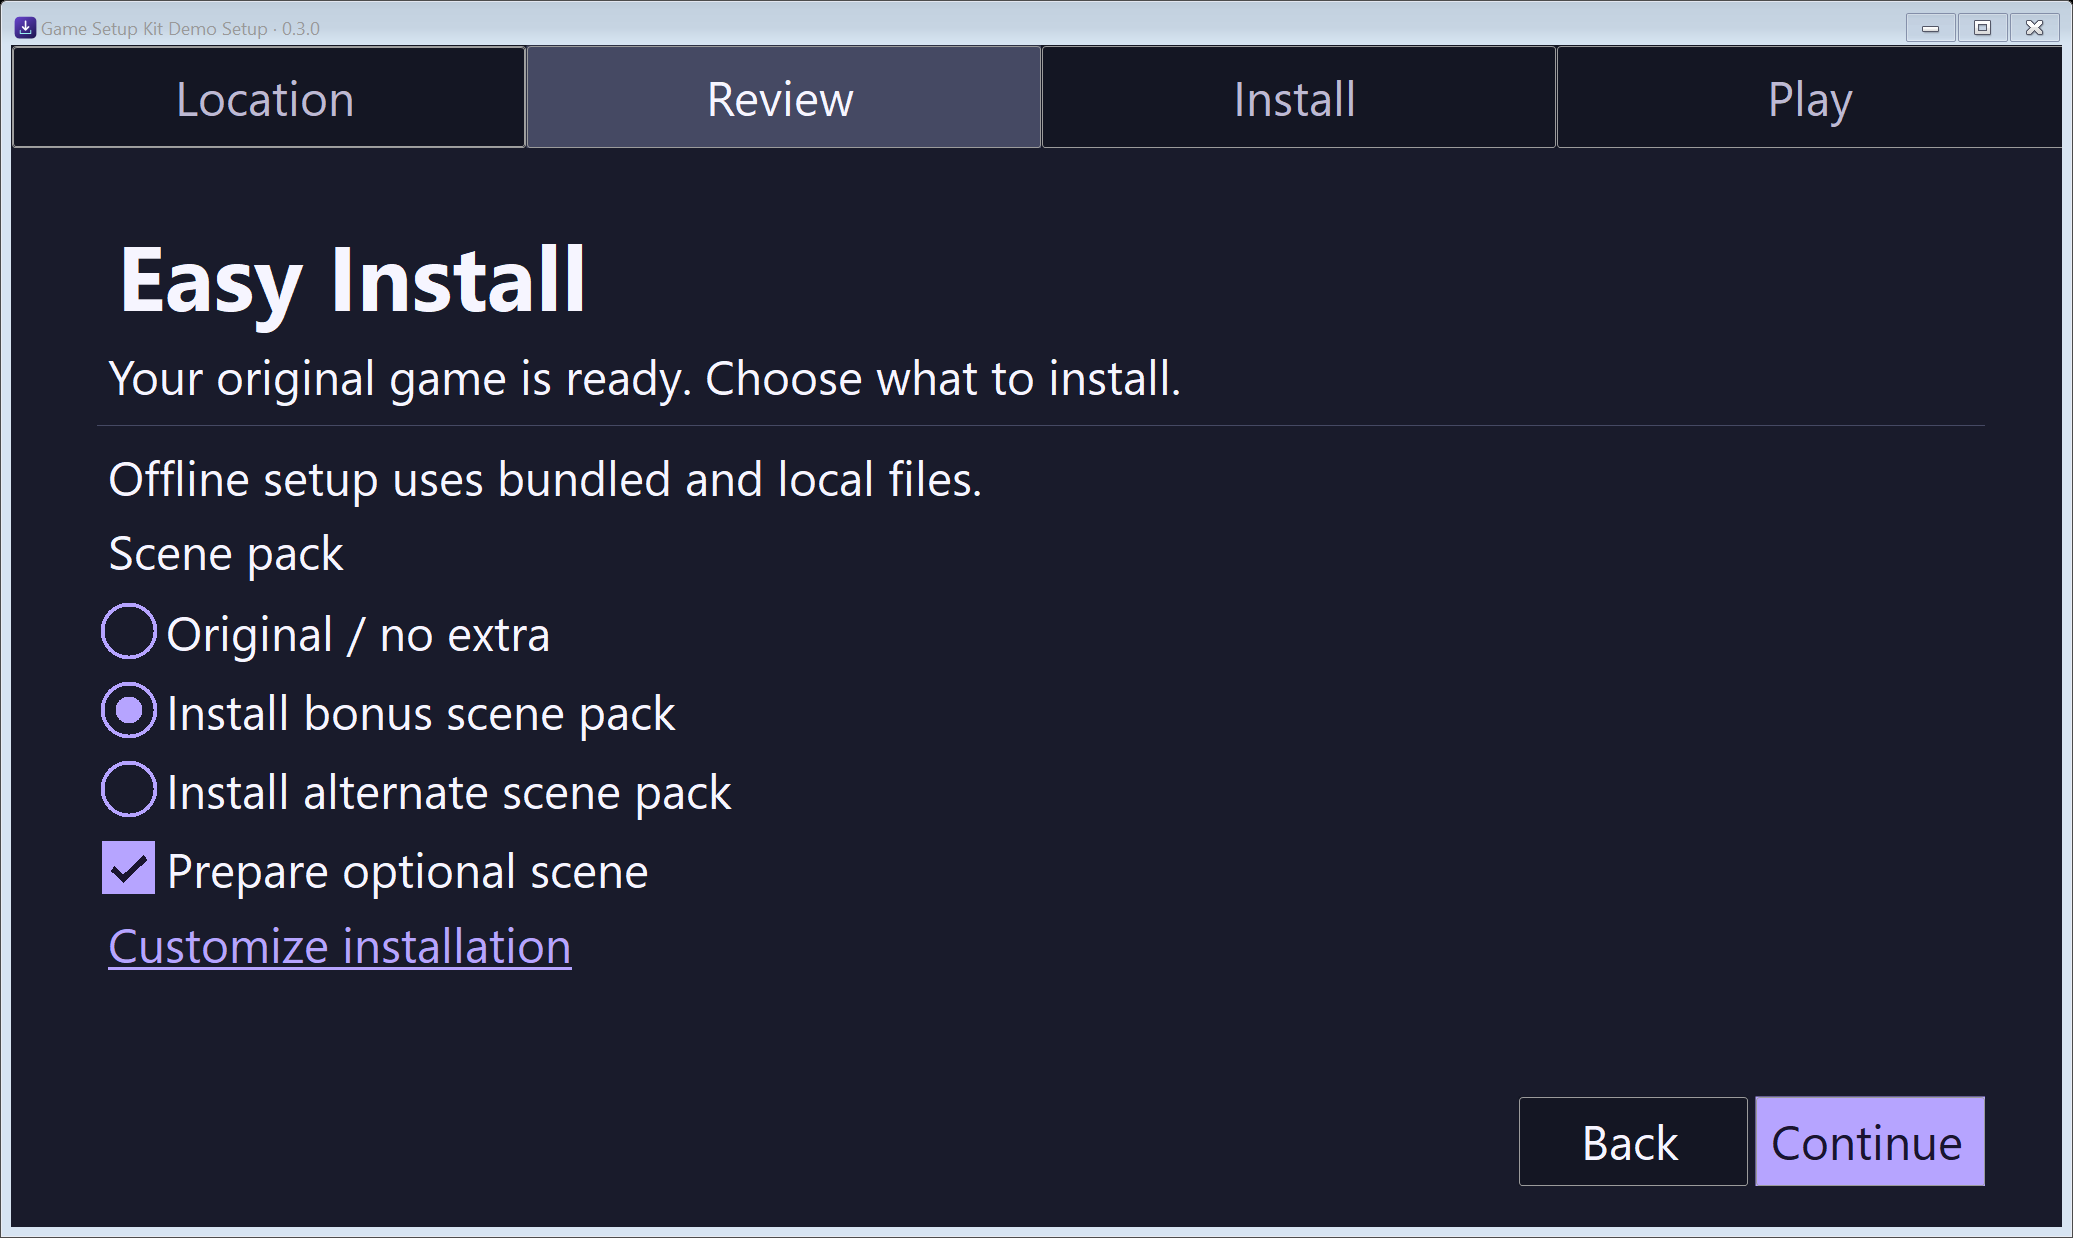 Game Setup Kit Demo Setup · 0.3.0
Location
Review
Install
Play
Easy Install
Your original game is ready. Choose what to install.
Offline setup uses bundled and local files.
Scene pack
Original / no extra
Install bonus scene pack
Install alternate scene pack
Prepare optional scene
Customize installation
Back
Continue